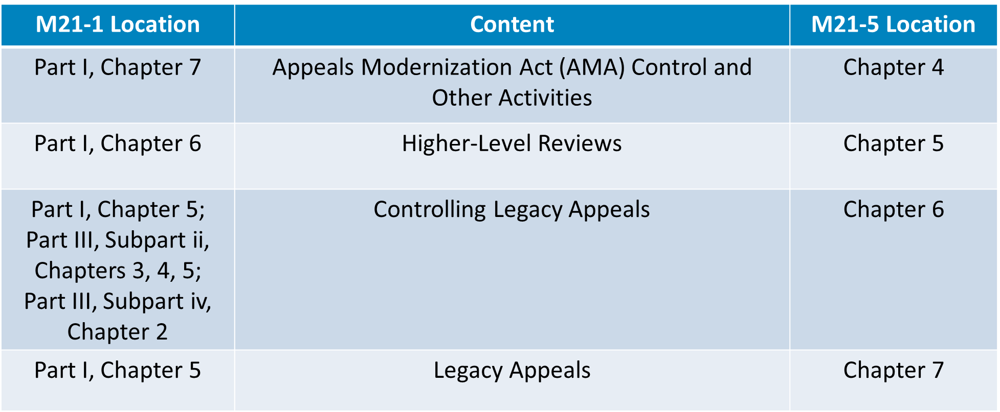 M21-1 Location
Content
M21-5 Location
Part I, Chapter 7
Appeals Modernization Act (AMA) Control and
Other Activities
Chapter 4
Part I, Chapter 6
Higher-Level Reviews
Chapter 5
Part I, Chapter 5;
Part III, Subpart ii,
Chapters 3, 4, 5;
Part III, Subpart iv,
Chapter 2
Controlling Legacy Appeals
Chapter 6
Part I, Chapter 5
Legacy Appeals
Chapter 7